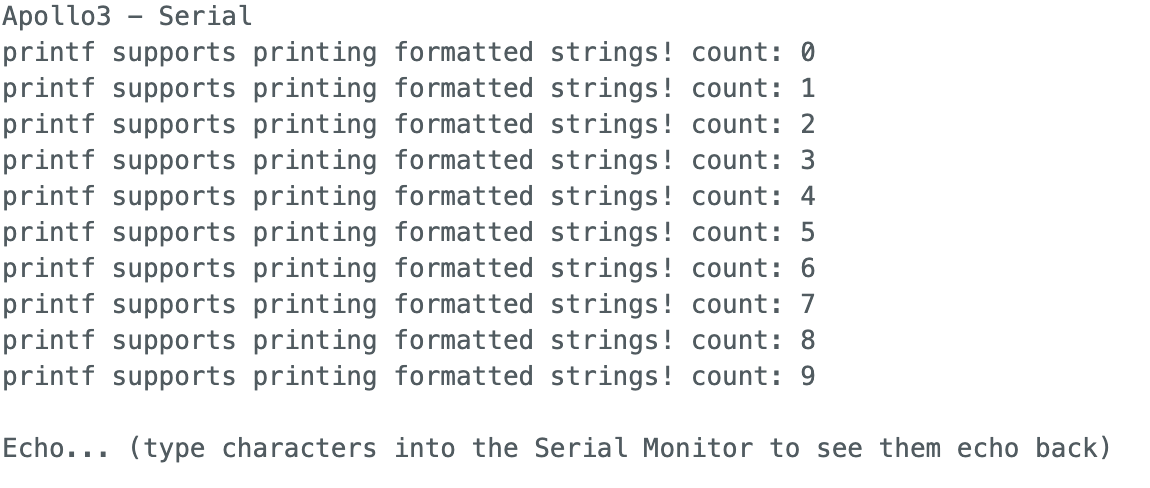 Apollo3 - Serial
printf supports printing formatted strings! count: 0
printf supports printing formatted strings! count: 1
printf supports printing formatted strings! count: 2
printf supports printing formatted strings! count: 3
printf supports printing formatted strings! count: 4
printf supports printing formatted strings! count: 5
printf supports printing formatted strings! count: 6
printf supports printing formatted strings! count: 7
printf supports printing formatted strings! count: 8
printf supports printing formatted strings! count: 9
Echo... (type characters into the Serial Monitor to see them echo back)